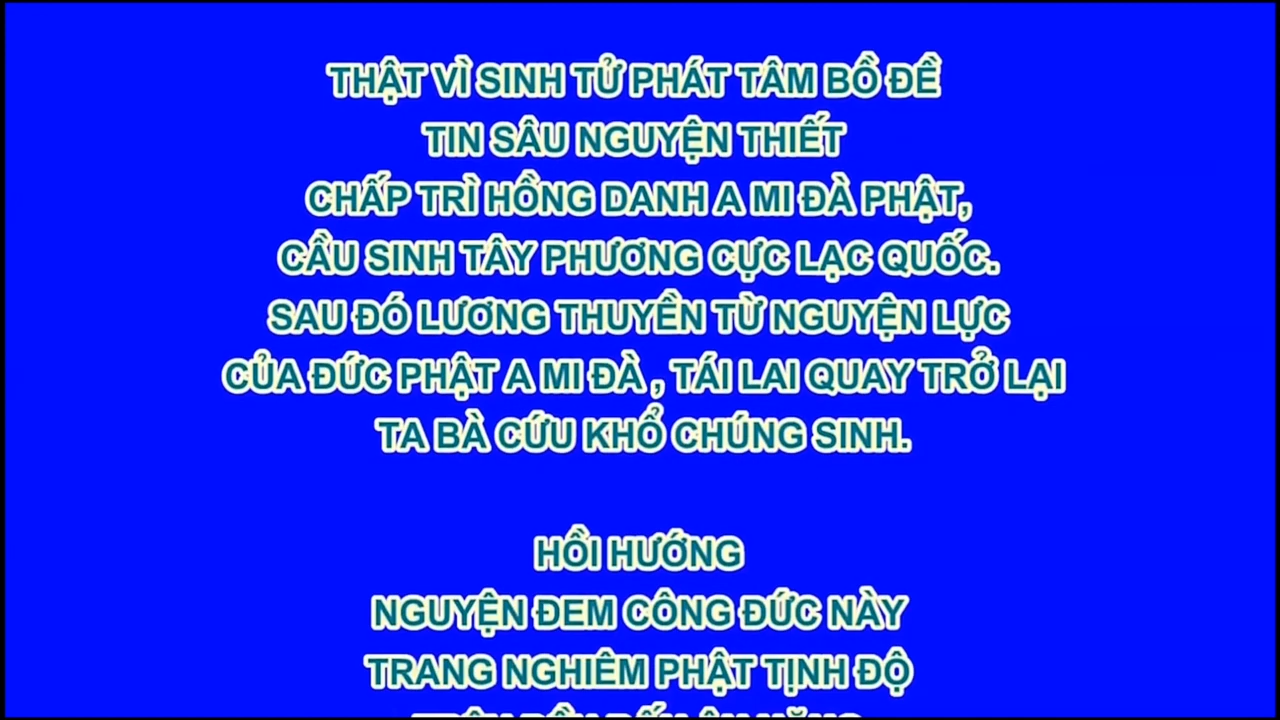 THẬT VÌ SINH TỬ PHÁT TÂM BỒ ĐỀ
TIN SÂU NGUYỆN THIẾT
CHẤP TRÌ HỒNG DANH A MI ĐÀ PHẬT,
CẦU SINH TÂY PHƯƠNG CỰC LẠC QUỐC.
SAU ĐÓ LƯƠNG THUYỀN TỪ NGUYỆN LỰC
CỦA ĐỨC PHẬT A MI ĐÀ , TÁI LAI QUAY TRỞ LẠI
TA BÀ CỨU KHỔ CHÚNG SINH.
HỒI HƯỚNG
NGUYỆN ĐEM CÔNG ĐỨC NÀY
TRANG NGHIÊM PHẬT TỊNH ĐỘ